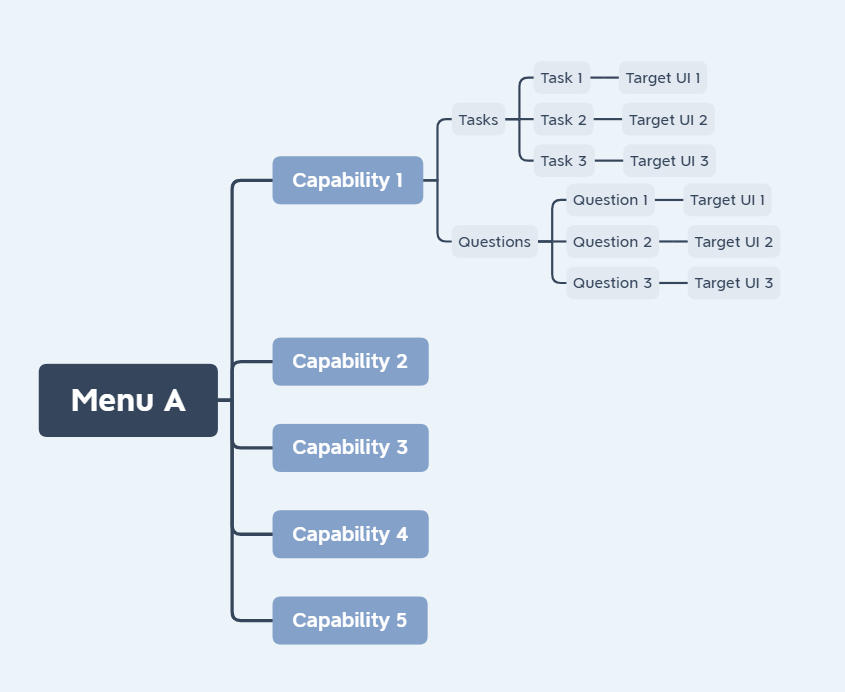 Menu A
Capability 1
Tasks
Task 1
Target UI 1
Task 2
Target UI 2
Task 3
Target UI 3
Questions
Question 1
Target UI 1
Question 2
Target UI 2
Question 3
Target UI 3
Capability 2
Capability 3
Capability 4
Capability 5